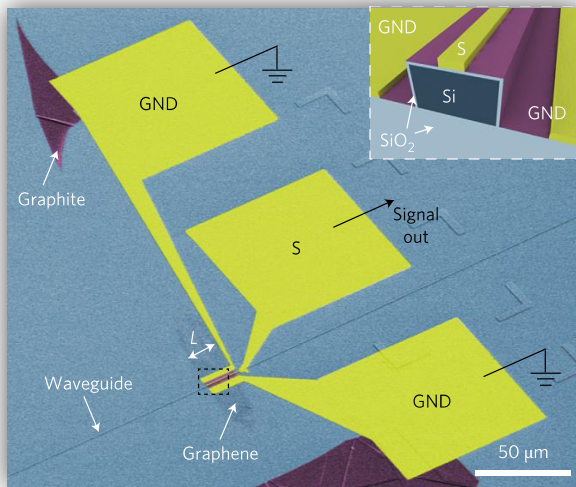 GND
S
Si
GND
SiO₂
GND
Graphite
Signal
out
S
L
Waveguide
GND
Graphene
50 μm